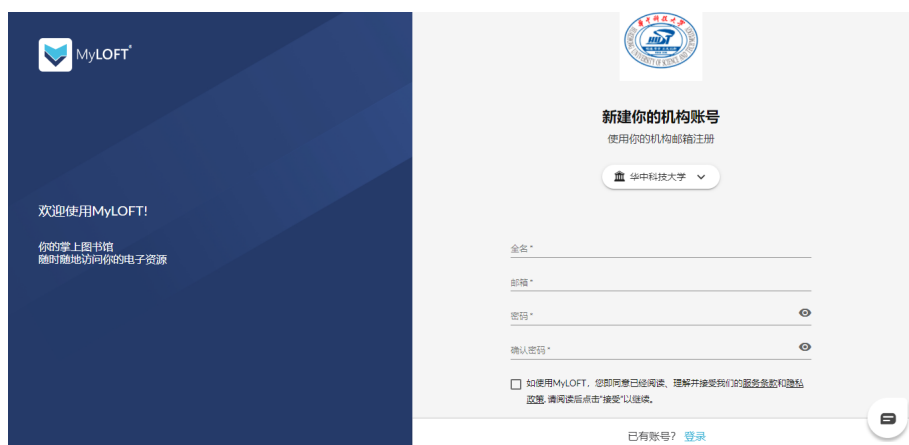 MyLOFT
欢迎使用MyLOFT!
你的掌上图书馆
随时随地访问你的电子资源
新建你的机构账号
使用你的机构邮箱注册
华中科技大学
全名 *
邮箱 *
密码 *
确认密码 *
如使用MyLOFT，您即同意已经阅读、理解并接受我们的服务条款和隐私
政策.请阅读后点击“接受”以继续。
已有账号？ 登录